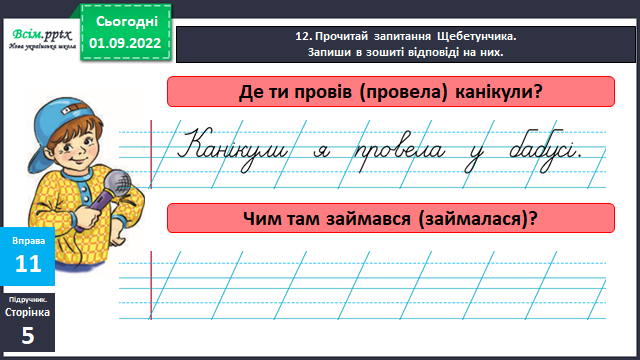 Всім.pptx
Нова українська школа
Сьогодні
01.09.2022
12. Прочитай запитання Щебетунчика.
Запиши в зошиті відповіді на них.
Де ти провів (провела) канікули?
Канікули я провела у бабусі.
Чим там займався (займалася)?
Вправа
11
Підручник.
Сторінка
5